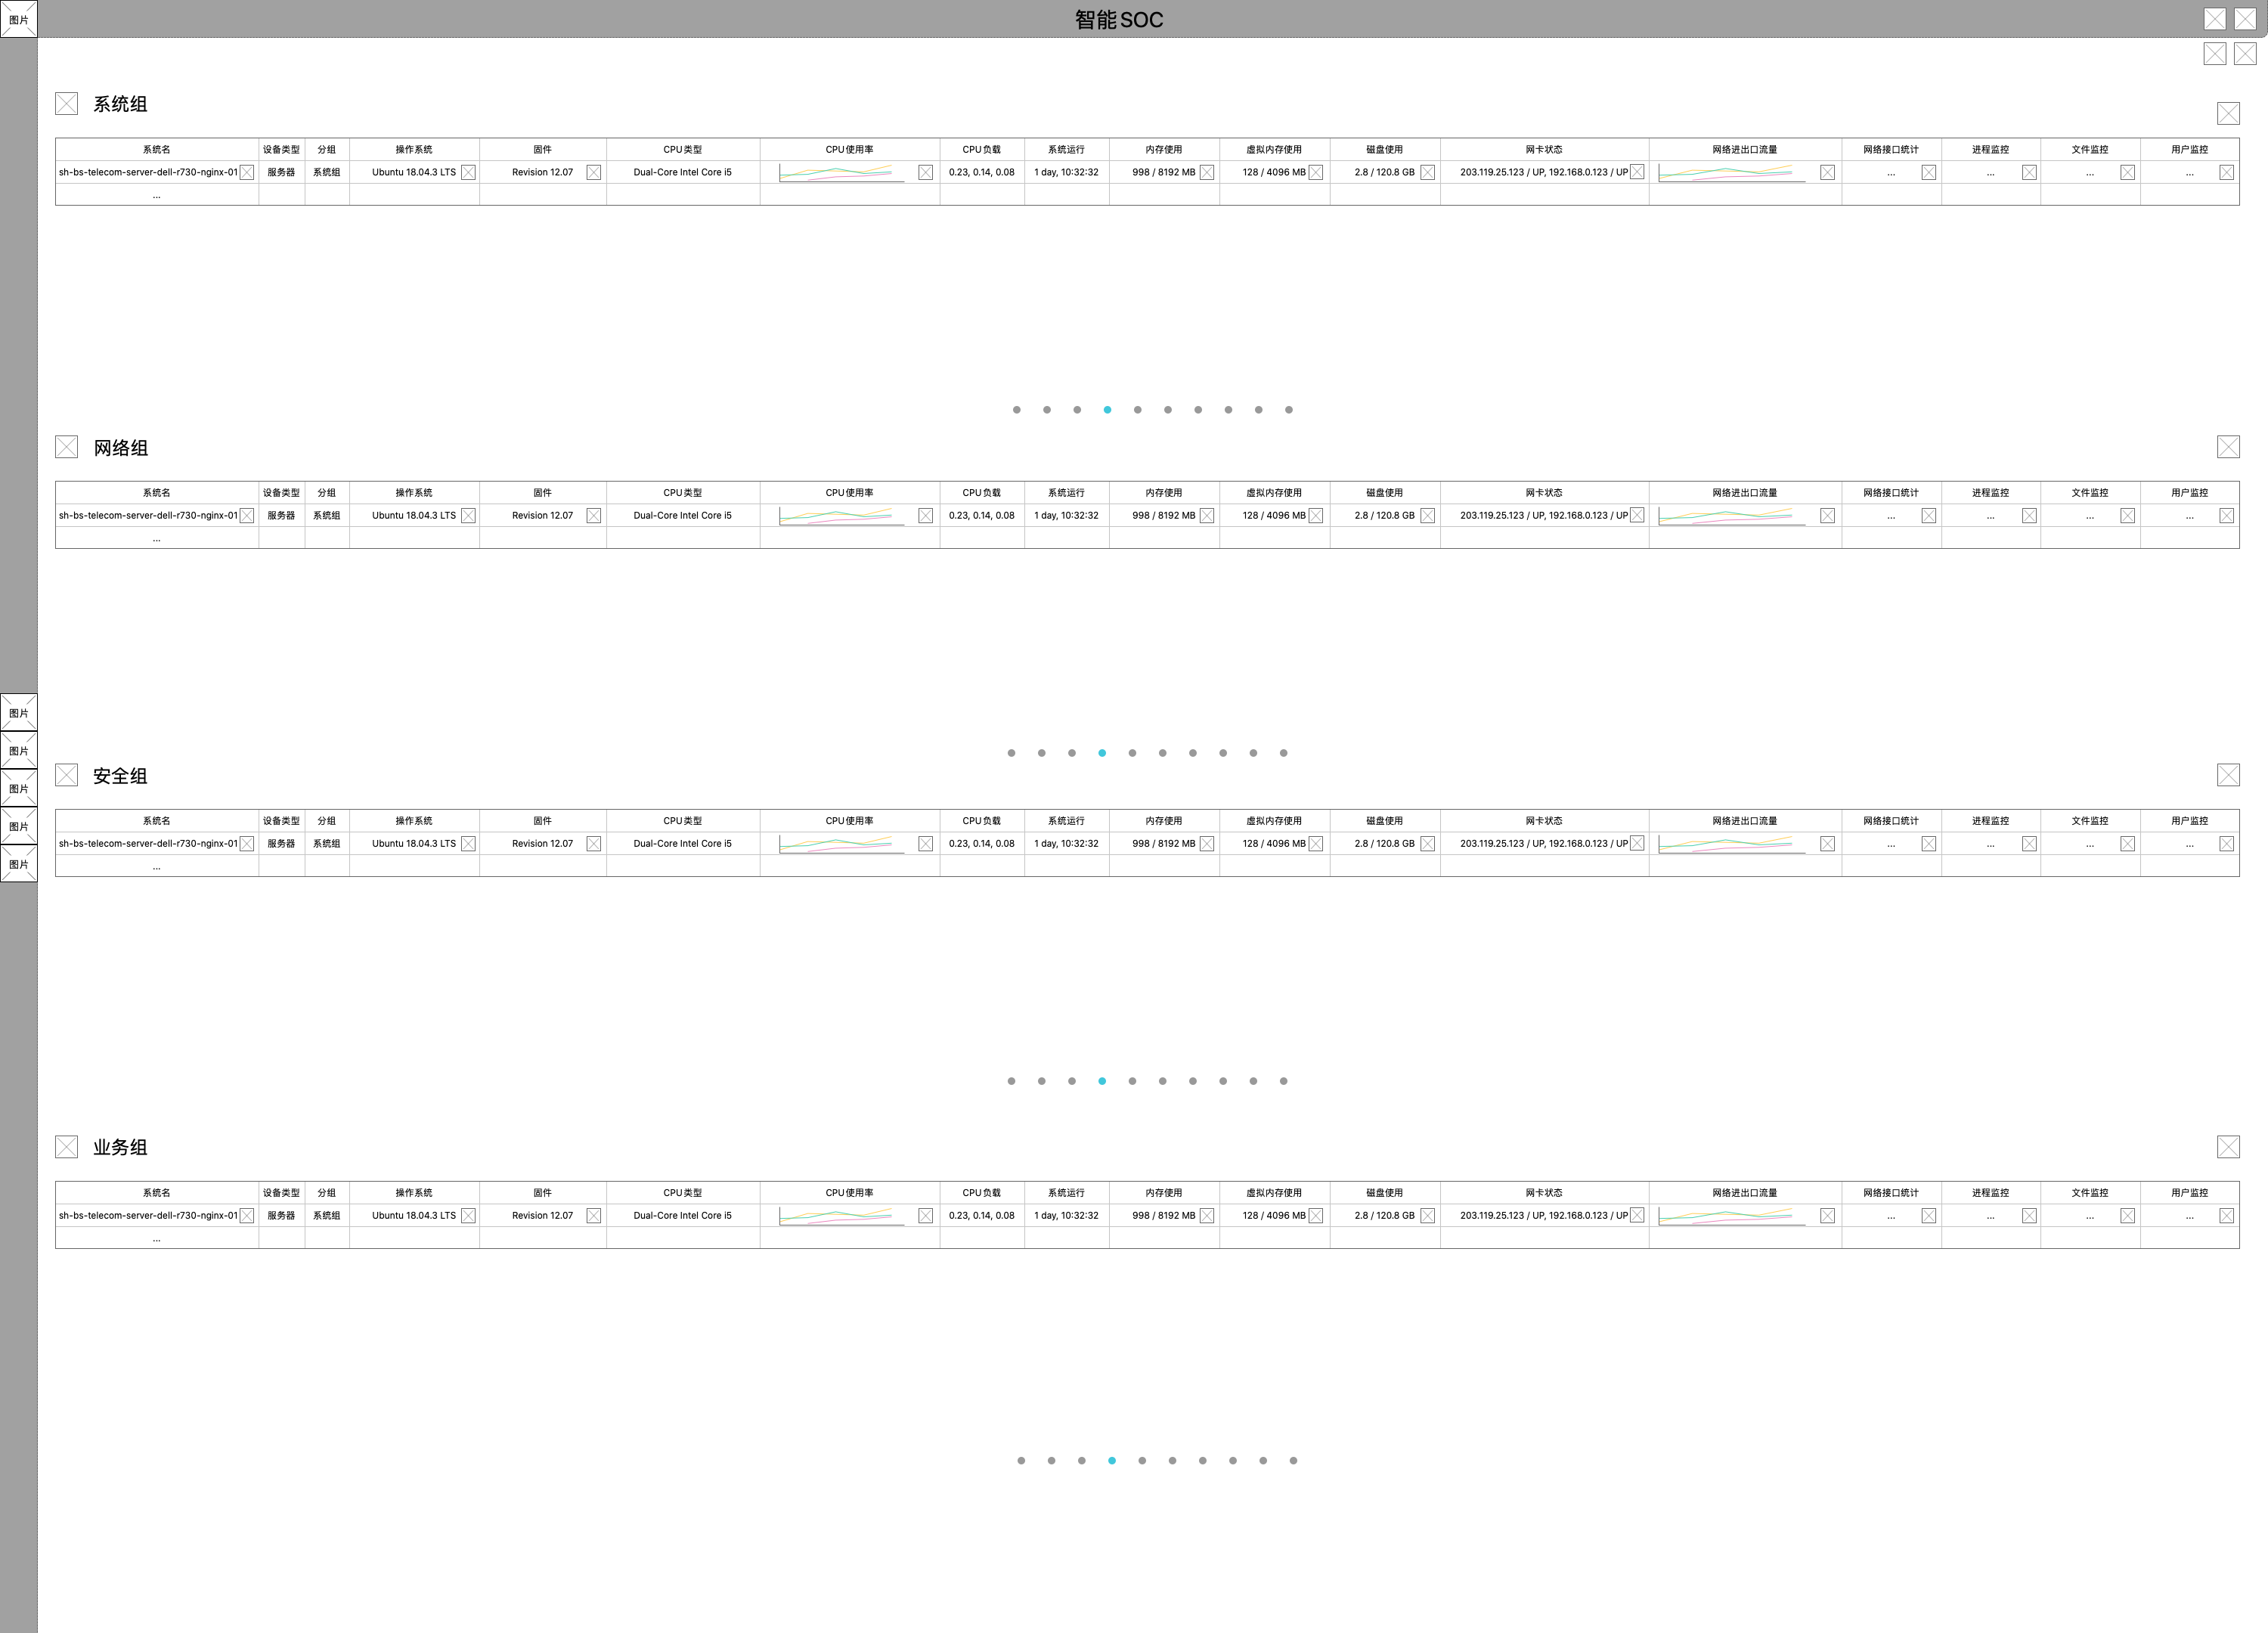 图片 智能SOC
系统组
系统名 设备类型 分组 操作系统 固件 CPU类型 CPU使用率 CPU负载 系统运行 内存使用 虚拟内存使用 磁盘使用 网卡状态 网络进出口流量 网络接口统计 进程监控 文件监控 用户监控
sh-bs-telecom-server-dell-r730-nginx-01 服务器 系统组 Ubuntu 18.04.3 LTS Revision 12.07 Dual-Core Intel Core i5 0.23, 0.14, 0.08 1 day, 10:32:32 998 / 8192 MB 128 / 4096 MB 2.8 / 120.8 GB 203.119.25.123 / UP, 192.168.0.123 / UP ... ... ... ...
...
网络组
系统名 设备类型 分组 操作系统 固件 CPU类型 CPU使用率 CPU负载 系统运行 内存使用 虚拟内存使用 磁盘使用 网卡状态 网络进出口流量 网络接口统计 进程监控 文件监控 用户监控
sh-bs-telecom-server-dell-r730-nginx-01 服务器 系统组 Ubuntu 18.04.3 LTS Revision 12.07 Dual-Core Intel Core i5 0.23, 0.14, 0.08 1 day, 10:32:32 998 / 8192 MB 128 / 4096 MB 2.8 / 120.8 GB 203.119.25.123 / UP, 192.168.0.123 / UP ... ... ... ...
...
图片
图片
安全组
图片
系统名 设备类型 分组 操作系统 固件 CPU类型 CPU使用率 CPU负载 系统运行 内存使用 虚拟内存使用 磁盘使用 网卡状态 网络进出口流量 网络接口统计 进程监控 文件监控 用户监控
图片
sh-bs-telecom-server-dell-r730-nginx-01 服务器 系统组 Ubuntu 18.04.3 LTS Revision 12.07 Dual-Core Intel Core i5 0.23, 0.14, 0.08 1 day, 10:32:32 998 / 8192 MB 128 / 4096 MB 2.8 / 120.8 GB 203.119.25.123 / UP, 192.168.0.123 / UP ... ... ... ...
图片
...
业务组
系统名 设备类型 分组 操作系统 固件 CPU类型 CPU使用率 CPU负载 系统运行 内存使用 虚拟内存使用 磁盘使用 网卡状态 网络进出口流量 网络接口统计 进程监控 文件监控 用户监控
sh-bs-telecom-server-dell-r730-nginx-01 服务器 系统组 Ubuntu 18.04.3 LTS Revision 12.07 Dual-Core Intel Core i5 0.23, 0.14, 0.08 1 day, 10:32:32 998 / 8192 MB 128 / 4096 MB 2.8 / 120.8 GB 203.119.25.123 / UP, 192.168.0.123 / UP ... ... ... ...
...